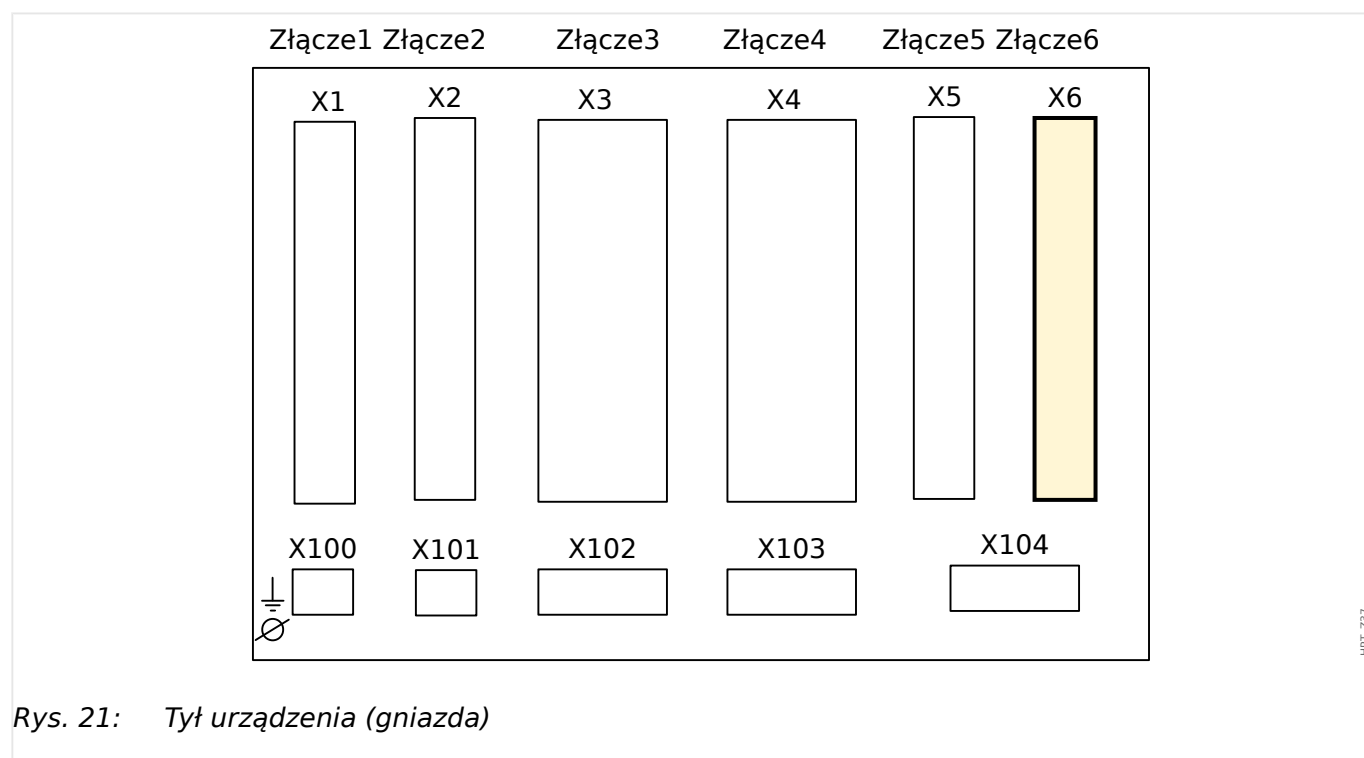 Złącze1 Złącze2 Złącze3 Złącze4 Złącze5 Złącze6
X1 X2 X3 X4 X5 X6
X100 X101 X102 X103 X104
Rys. 21: Tył urządzenia (gniazda)